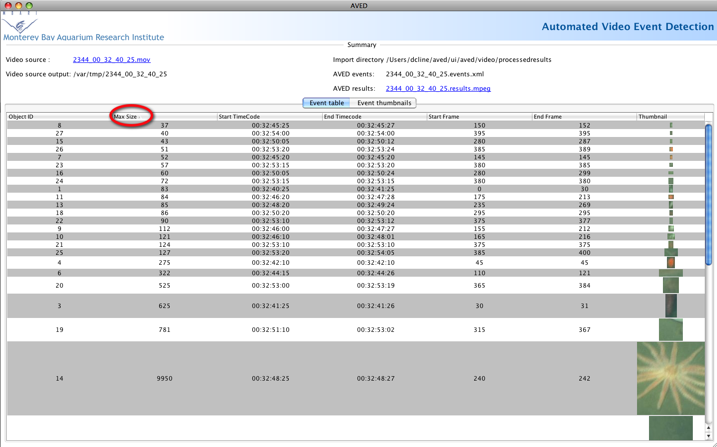 AVED
Monterey Bay Aquarium Research Institute
Automated Video Event Detection
Summary
Video source : 2344_00_32_40_25.mov Import directory /Users/dcline/aved/ui/aved/video/processedresults
Video source output: /var/tmp/2344_00_32_40_25 AVED events: 2344_00_32_40_25.events.xml
AVED results: 2344_00_32_40_25.results.mpeg
Event table Event thumbnails
Object ID Max Size Start TimeCode End Timecode Start Frame End Frame Thumbnail
8 37 00:32:45:25 00:32:45:27 150 152
27 40 00:32:54:00 00:32:54:00 395 395
15 43 00:32:50:05 00:32:50:12 280 287
26 51 00:32:53:20 00:32:53:24 385 389
7 52 00:32:45:20 00:32:45:20 145 145
23 57 00:32:53:15 00:32:53:20 380 385
16 60 00:32:50:05 00:32:50:24 280 299
24 72 00:32:53:15 00:32:53:15 380 380
1 83 00:32:40:25 00:32:41:25 0 30
11 84 00:32:46:20 00:32:47:28 175 213
13 85 00:32:48:20 00:32:49:24 235 269
18 86 00:32:50:20 00:32:50:20 295 295
22 90 00:32:53:10 00:32:53:12 375 377
9 112 00:32:46:00 00:32:47:27 155 212
10 121 00:32:46:10 00:32:48:01 165 216
21 124 00:32:53:10 00:32:53:10 375 375
25 127 00:32:53:20 00:32:54:05 385 400
4 275 00:32:42:10 00:32:42:10 45 45
6 322 00:32:44:15 00:32:44:26 110 121
20 525 00:32:53:00 00:32:53:19 365 384
3 625 00:32:41:25 00:32:41:26 30 31
19 781 00:32:51:10 00:32:53:02 315 367
14 9950 00:32:48:25 00:32:48:27 240 242